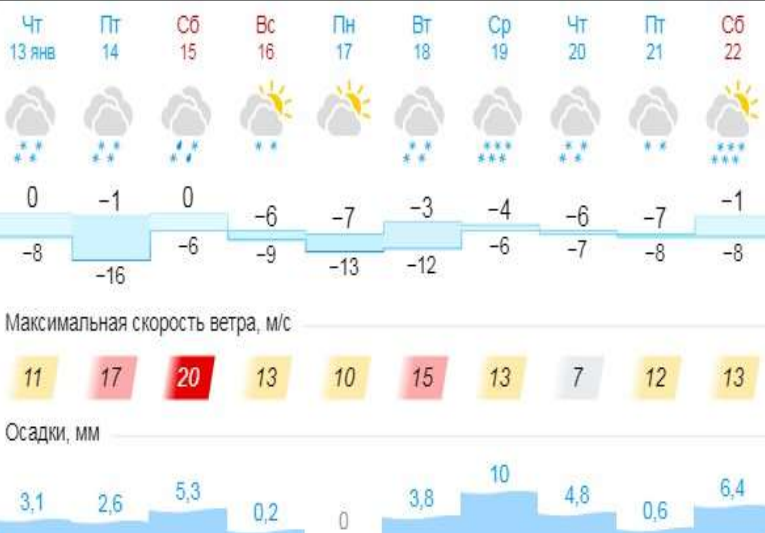 Чт Пт Сб Вс Пн Вт Ср Чт Пт Сб
13 янв 14 15 16 17 18 19 20 21 22
0 −1 0 −6 −7 −3 −4 −6 −7 −1
−8 −16 −6 −9 −13 −12 −6 −7 −8 −8
Максимальная скорость ветра, м/с
11 17 20 13 10 15 13 7 12 13
Осадки, мм
3,1 2,6 5,3 0,2 0 3,8 10 4,8 0,6 6,4